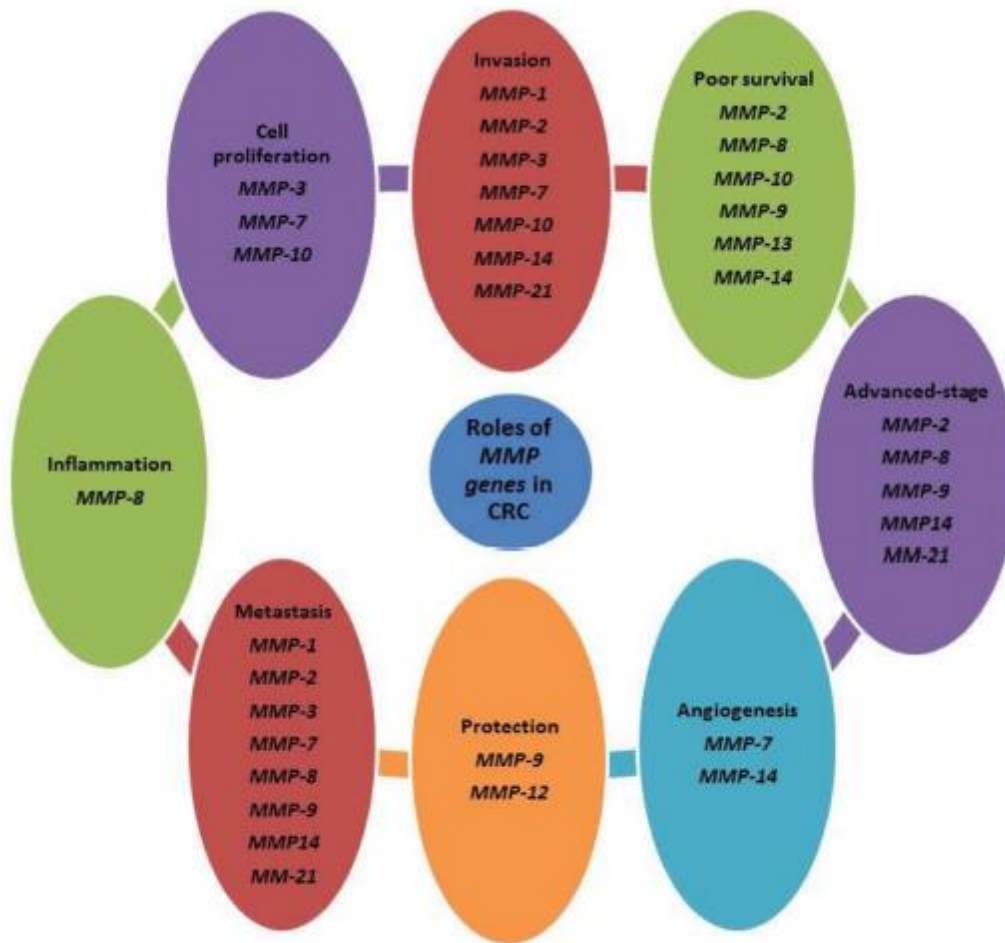 Invasion
MMP-1
MMP-2
MMP-3
MMP-7
MMP-10
MMP-14
MMP-21
Poor survival
MMP-2
MMP-8
MMP-10
MMP-9
MMP-13
MMP-14
Cell
proliferation
MMP-3
MMP-7
MMP-10
Advanced-stage
MMP-2
MMP-8
MMP-9
MMP14
MM-21
Roles of
MMP
genes in
CRC
Inflammation
MMP-8
Metastasis
MMP-1
MMP-2
MMP-3
MMP-7
MMP-8
MMP-9
MMP14
MM-21
Protection
MMP-9
MMP-12
Angiogenesis
MMP-7
MMP-14